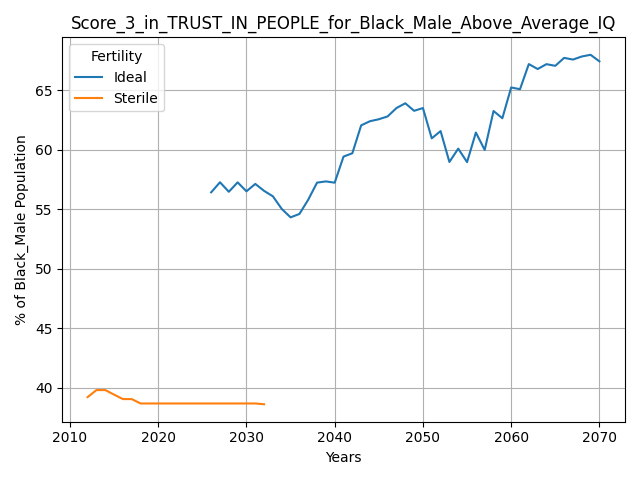 Score_3_in_TRUST_IN_PEOPLE_for_Black_Male_Above_Average_IQ
Fertility
Ideal
Sterile
% of Black_Male Population
65
60
55
50
45
40
2010 2020 2030 2040 2050 2060 2070
Years